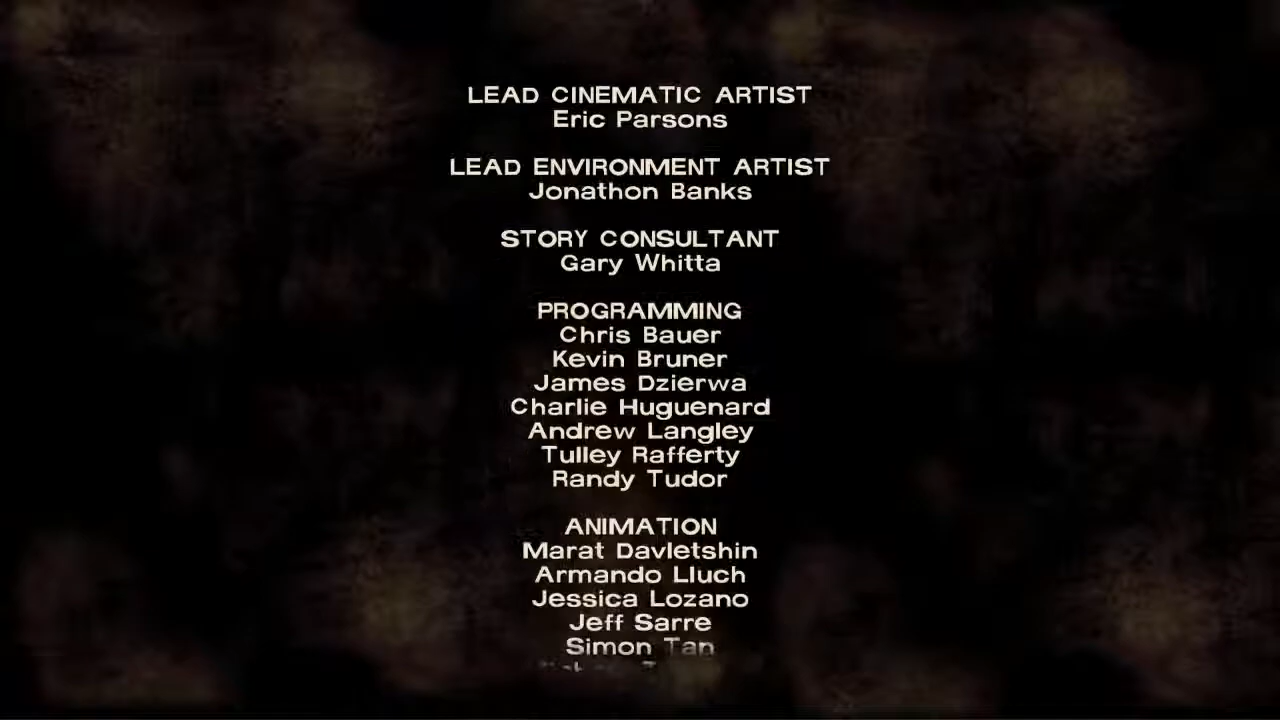 LEAD CINEMATIC ARTIST
Eric Parsons
LEAD ENVIRONMENT ARTIST
Jonathon Banks
STORY CONSULTANT
Gary Whitta
PROGRAMMING
Chris Bauer
Kevin Bruner
James Dzierwa
Charlie Huguenard
Andrew Langley
Tulley Rafferty
Randy Tudor
ANIMATION
Marat Davletshin
Armando Lluch
Jessica Lozano
Jeff Sarre
Simon Tan